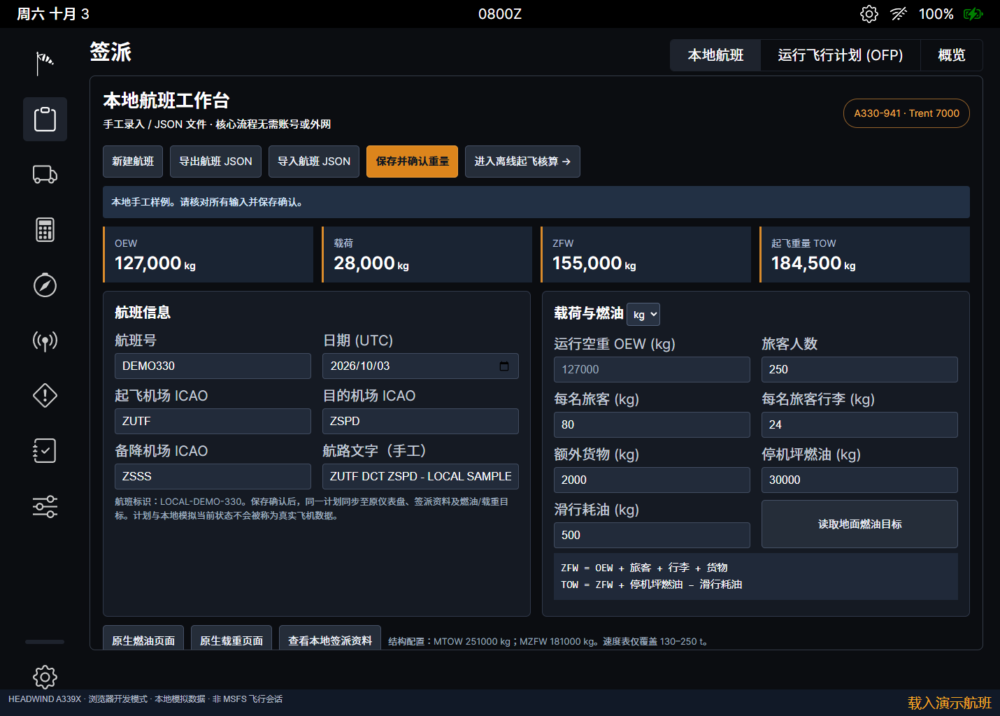 周六 十月 3
0800Z
100%
签派
本地航班
运行飞行计划 (OFP)
概览
本地航班工作台
手工录入 / JSON 文件 · 核心流程无需账号或外网
A330-941 · Trent 7000
新建航班
导出航班 JSON
导入航班 JSON
保存并确认重量
进入离线起飞核算 →
本地手工样例。请核对所有输入并保存确认。
OEW
127,000 kg
载荷
28,000 kg
ZFW
155,000 kg
起飞重量 TOW
184,500 kg
航班信息
航班号
日期 (UTC)
DEMO330
2026/10/03
起飞机场 ICAO
目的机场 ICAO
ZUTF
ZSPD
备降机场 ICAO
航路文字（手工）
ZSSS
ZUTF DCT ZSPD - LOCAL SAMPLE
航班标识：LOCAL-DEMO-330。保存确认后，同一计划同步至原仪表盘、签派资料及燃油/载重目
标。计划与本地模拟当前状态不会被称为真实飞机数据。
载荷与燃油
kg
运行空重 OEW (kg)
旅客人数
127000
250
每名旅客 (kg)
每名旅客行李 (kg)
80
24
额外货物 (kg)
停机坪燃油 (kg)
2000
30000
滑行耗油 (kg)
500
读取地面燃油目标
ZFW = OEW + 旅客 + 行李 + 货物
TOW = ZFW + 停机坪燃油 − 滑行耗油
原生燃油页面
原生载重页面
查看本地签派资料
结构配置：MTOW 251000 kg；MZFW 181000 kg。速度表仅覆盖 130–250 t。
HEADWIND A339X · 浏览器开发模式 · 本地模拟数据 · 非 MSFS 飞行会话
载入演示航班